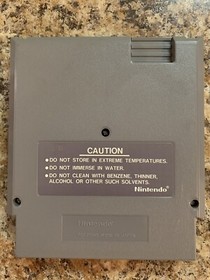 CAUTION
• DO NOT STORE IN EXTREME TEMPERATURES.
• DO NOT IMMERSE IN WATER.
• DO NOT CLEAN WITH BENZENE, THINNER,
ALCOHOL OR OTHER SUCH SOLVENTS.
Nintendo®